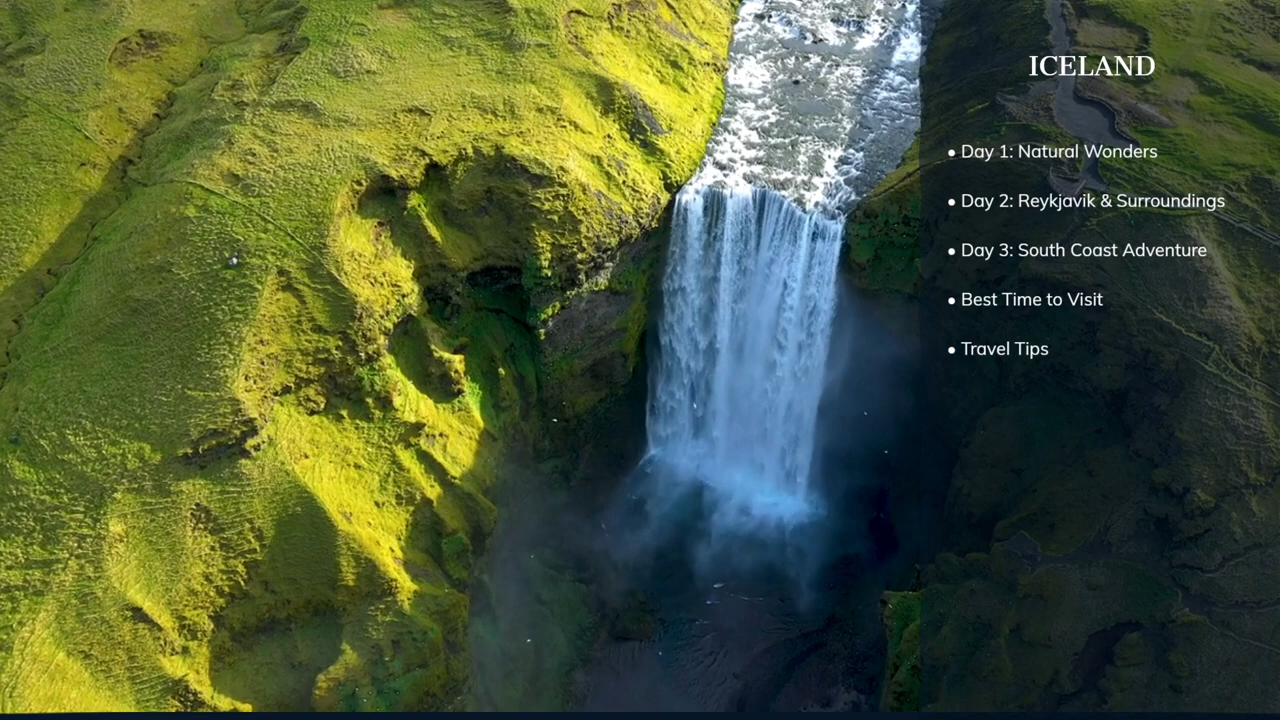 ICELAND
• Day 1: Natural Wonders
• Day 2: Reykjavik & Surroundings
• Day 3: South Coast Adventure
• Best Time to Visit
• Travel Tips